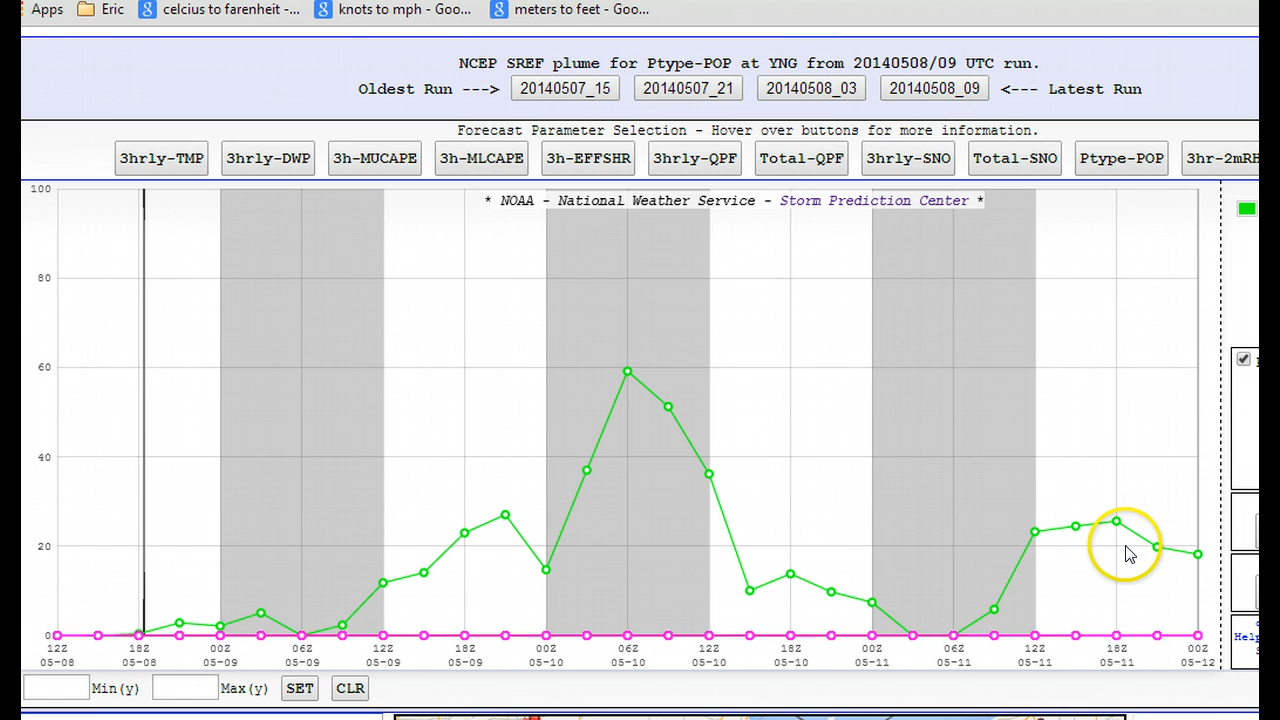 Apps Eric celcius to farenheit -... knots to mph - Goo... meters to feet - Goo...
NCEP SREF plume for Ptype-POP at YNG from 20140508/09 UTC run.
Oldest Run ---> 20140507_15 20140507_21 20140508_03 20140508_09 <--- Latest Run
Forecast Parameter Selection - Hover over buttons for more information.
3hrly-TMP 3hrly-DWP 3h-MUCAPE 3h-MLCAPE 3h-EFFSHR 3hrly-QPF Total-QPF 3hrly-SNO Total-SNO Ptype-POP 3hr-2mRH
* NOAA - National Weather Service - Storm Prediction Center *
100
80
60
40
20
0
12Z 18Z 00Z 06Z 12Z 18Z 00Z 06Z 12Z 18Z 00Z 06Z 12Z 18Z 00Z
05-08 05-08 05-09 05-09 05-09 05-09 05-10 05-10 05-10 05-10 05-11 05-11 05-11 05-11 05-12
Help
Min(y) Max(y) SET CLR